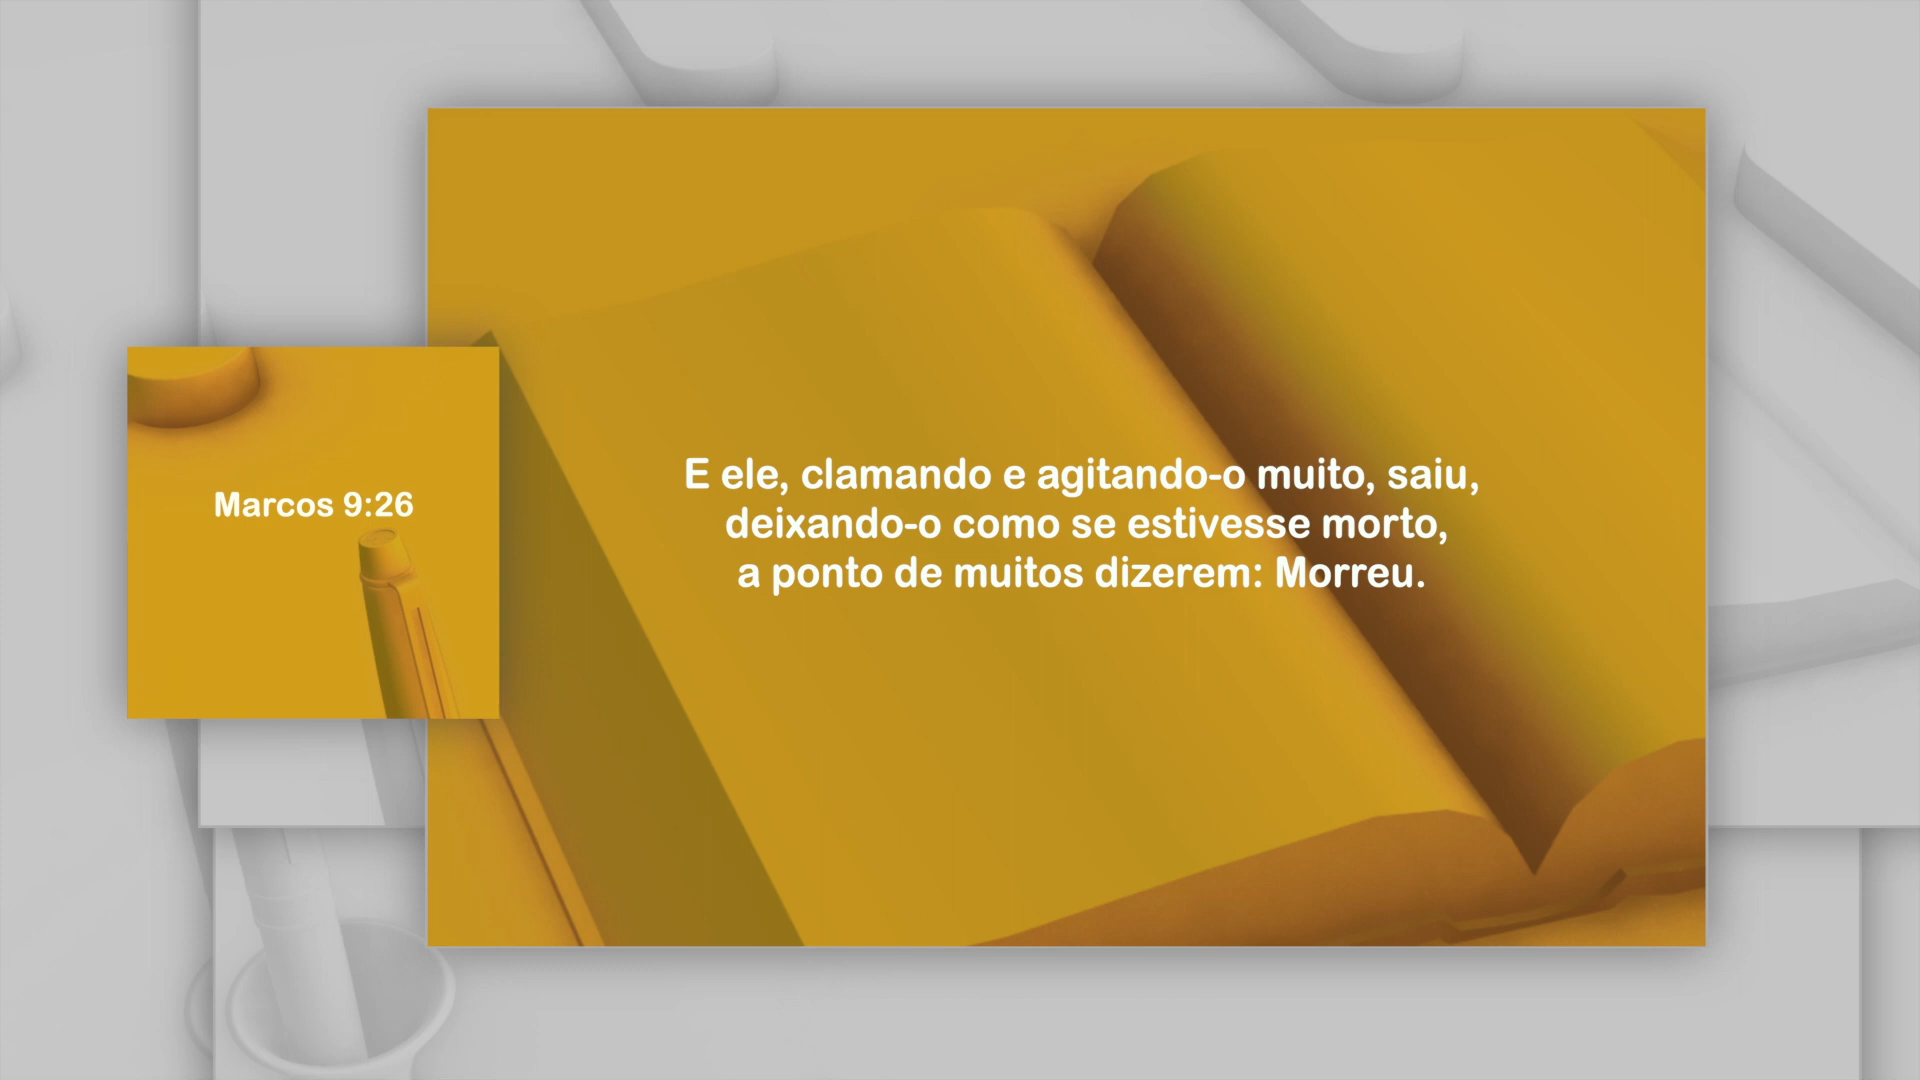 Marcos 9:26
E ele, clamando e agitando-o muito, saiu,
deixando-o como se estivesse morto,
a ponto de muitos dizerem: Morreu.